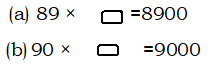 (a) 89 × ▭ =8900
(b) 90 × ▭ =9000